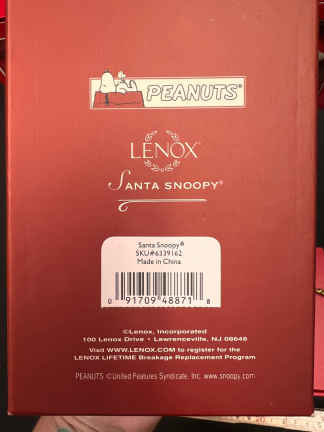 PEANUTS®
LENOX®
SANTA SNOOPY®
Santa Snoopy®
SKU#6339162
Made in China
0 91709 48871 8
©Lenox, Incorporated
100 Lenox Drive • Lawrenceville, NJ 08648
Visit WWW.LENOX.COM to register for the
LENOX LIFETIME Breakage Replacement Program
PEANUTS ©United Features Syndicate, Inc. www.snoopy.com